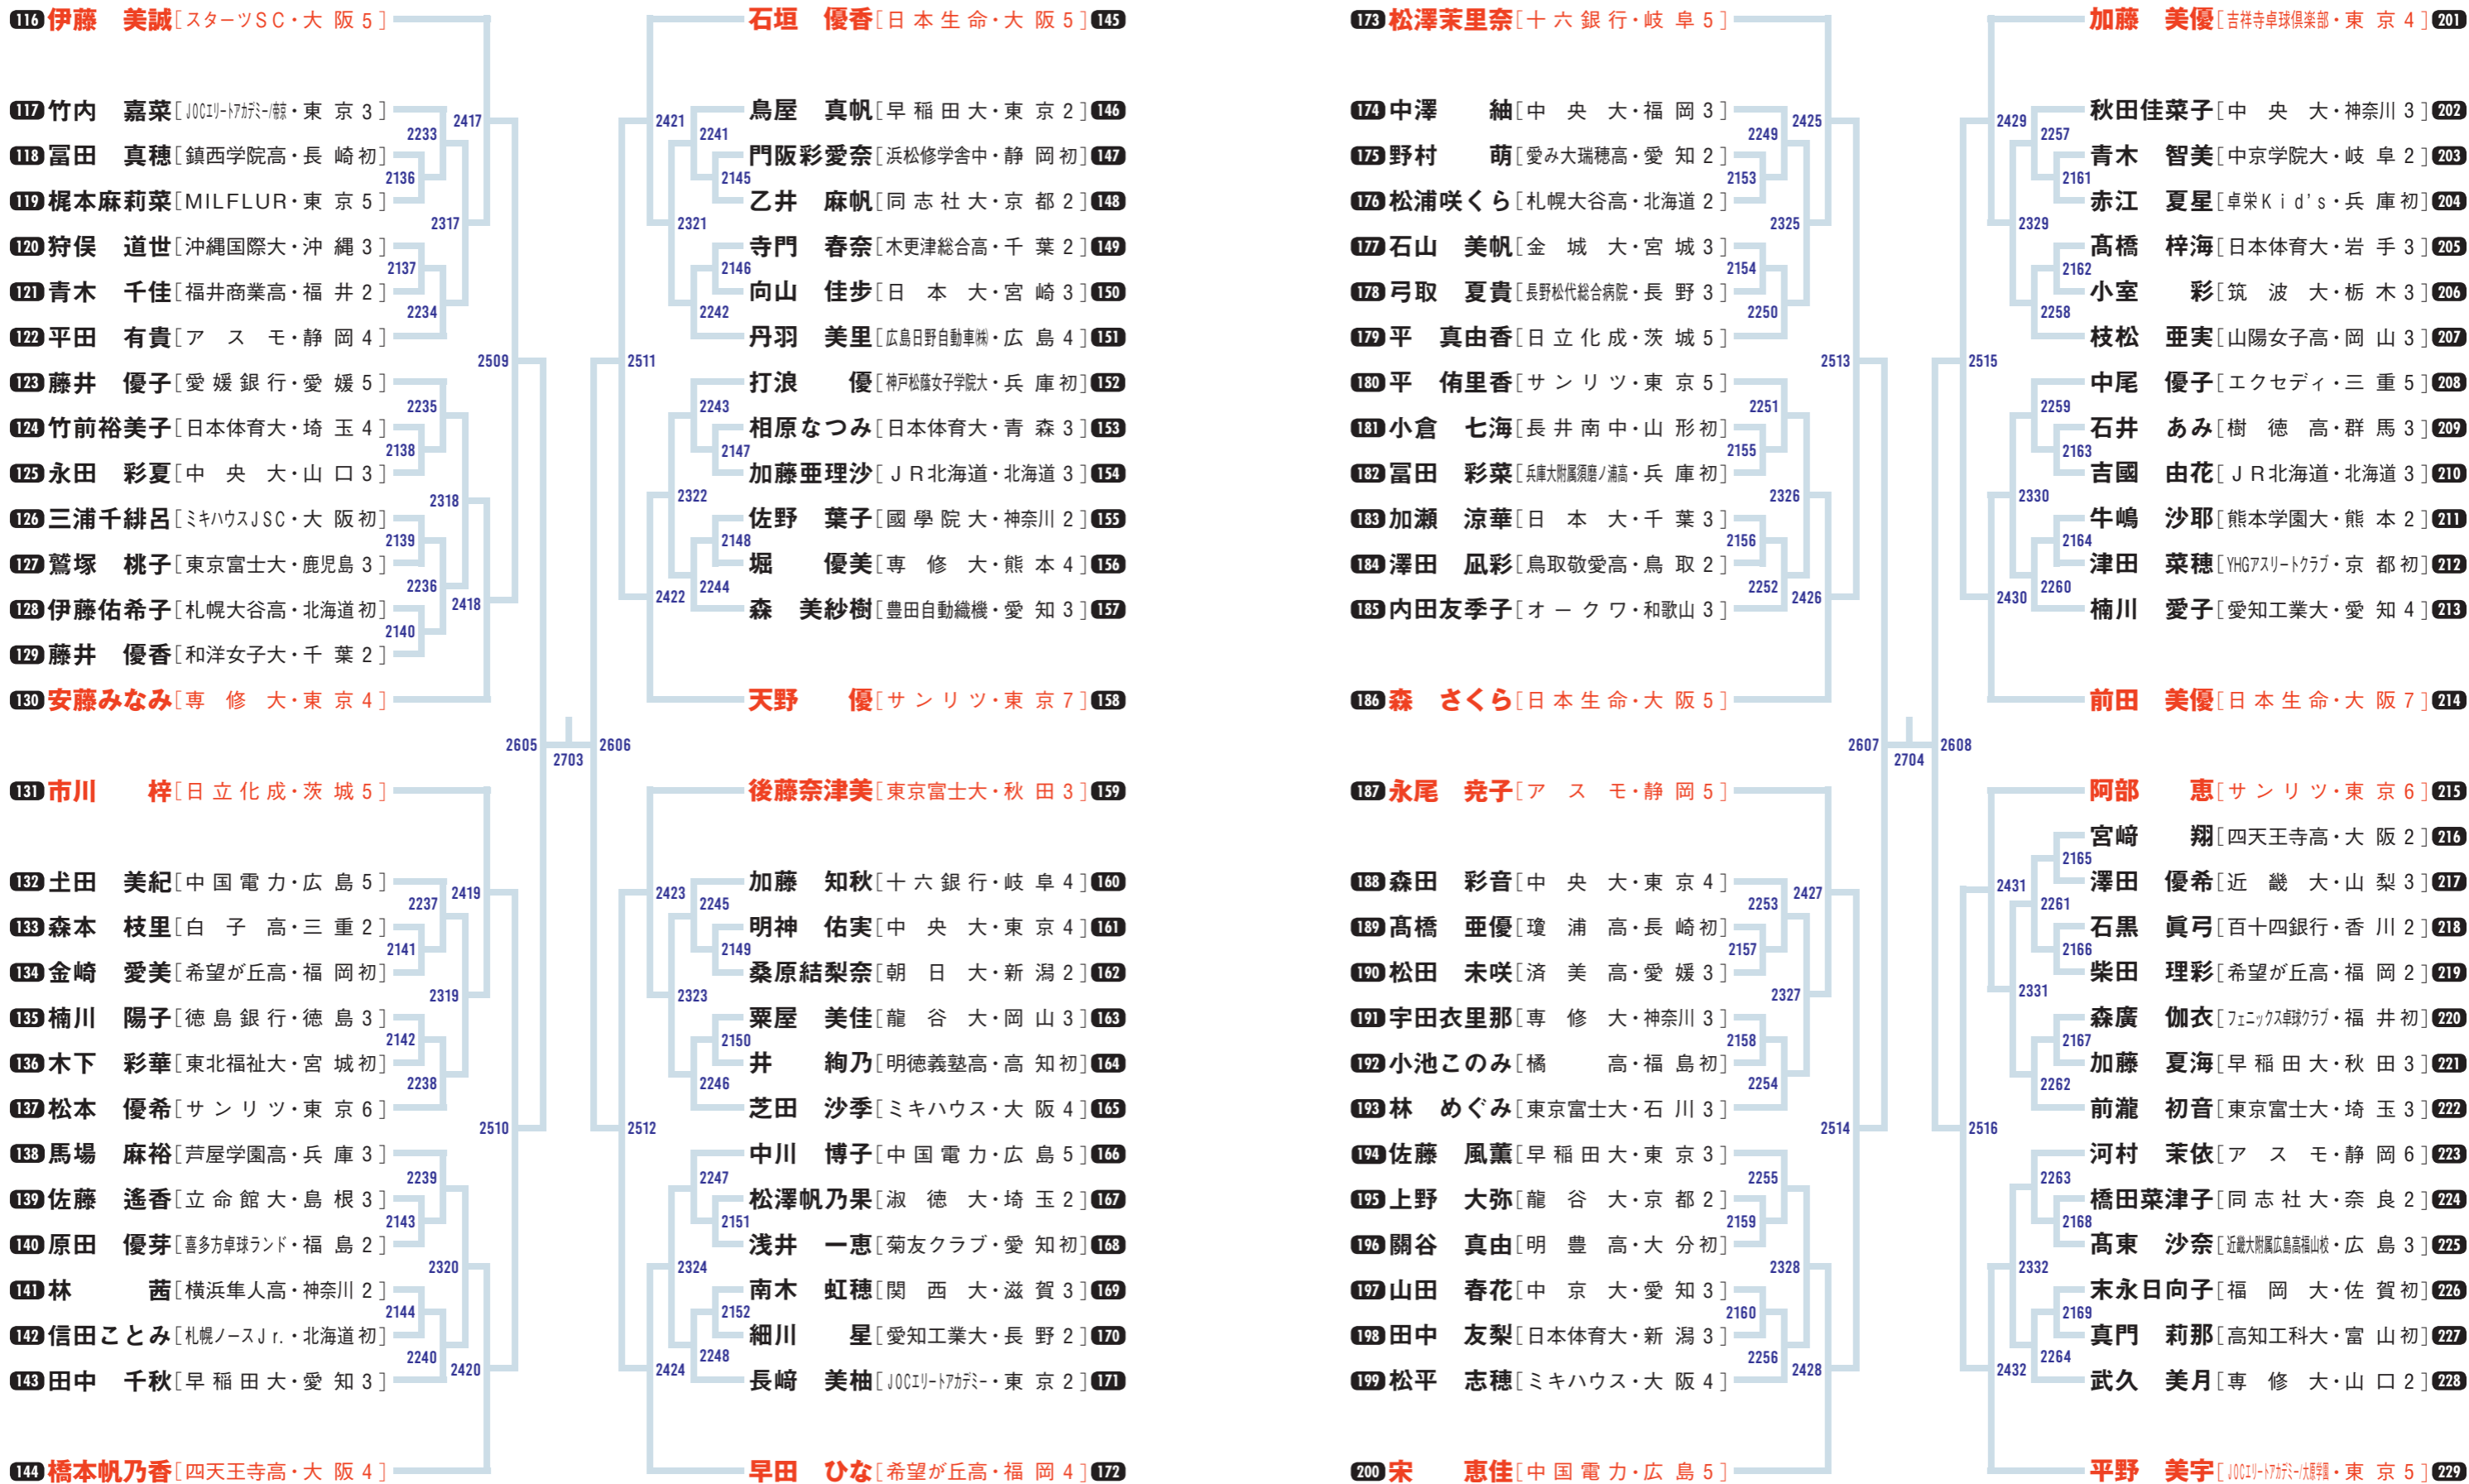 116 伊藤 美誠 [スターツSC・大阪5]
117 竹内 嘉菜 [JOCエリートアカデミー/帝京・東京3]
118 冨田 真穂 [鎮西学院高・長崎初]
119 梶本麻莉菜 [MILFLUR・東京5]
120 狩俣 道世 [沖縄国際大・沖縄3]
121 青木 千佳 [福井商業高・福井2]
122 平田 有貴 [アスモ・静岡4]
123 藤井 優子 [愛媛銀行・愛媛5]
124 竹前裕美子 [日本体育大・埼玉4]
125 永田 彩夏 [中央大・山口3]
126 三浦千緋呂 [ミキハウスJSC・大阪初]
127 鷲塚 桃子 [東京富士大・鹿児島3]
128 伊藤佑希子 [札幌大谷高・北海道初]
129 藤井 優香 [和洋女子大・千葉2]
130 安藤みなみ [専修大・東京4]
131 市川 梓 [日立化成・茨城5]
132 圡田 美紀 [中国電力・広島5]
133 森本 枝里 [白子高・三重2]
134 金崎 愛美 [希望が丘高・福岡初]
135 楠川 陽子 [徳島銀行・徳島3]
136 木下 彩華 [東北福祉大・宮城初]
137 松本 優希 [サンリツ・東京6]
138 馬場 麻裕 [芦屋学園高・兵庫3]
139 佐藤 遙香 [立命館大・島根3]
140 原田 優芽 [喜多方卓球ランド・福島2]
141 林 茜 [横浜隼人高・神奈川2]
142 信田ことみ [札幌ノースJr.・北海道初]
143 田中 千秋 [早稲田大・愛知3]
144 橋本帆乃香 [四天王寺高・大阪4]
2417
2233
2136
2317
2137
2234
2509
2235
2138
2318
2139
2236
2418
2140
2605
2703
2606
2419
2237
2141
2319
2142
2238
2510
2239
2143
2320
2144
2240
2420
石垣 優香 [日本生命・大阪5] 145
鳥屋 真帆 [早稲田大・東京2] 146
門阪彩愛奈 [浜松修学舎中・静岡初] 147
乙井 麻帆 [同志社大・京都2] 148
寺門 春奈 [木更津総合高・千葉2] 149
向山 佳歩 [日本大・宮崎3] 150
丹羽 美里 [広島日野自動車㈱・広島4] 151
打浪 優 [神戸松蔭女子学院大・兵庫初] 152
相原なつみ [日本体育大・青森3] 153
加藤亜理沙 [JR北海道・北海道3] 154
佐野 葉子 [國學院大・神奈川2] 155
堀 優美 [専修大・熊本4] 156
森 美紗樹 [豊田自動織機・愛知3] 157
天野 優 [サンリツ・東京7] 158
後藤奈津美 [東京富士大・秋田3] 159
加藤 知秋 [十六銀行・岐阜4] 160
明神 佑実 [中央大・東京4] 161
桑原結梨奈 [朝日大・新潟2] 162
粟屋 美佳 [龍谷大・岡山3] 163
井 絢乃 [明徳義塾高・高知初] 164
芝田 沙季 [ミキハウス・大阪4] 165
中川 博子 [中国電力・広島5] 166
松澤帆乃果 [淑徳大・埼玉2] 167
浅井 一恵 [菊友クラブ・愛知初] 168
南木 虹穂 [関西大・滋賀3] 169
細川 星 [愛知工業大・長野2] 170
長﨑 美柚 [JOCエリートアカデミー・東京2] 171
早田 ひな [希望が丘高・福岡4] 172
2421
2241
2145
2321
2146
2242
2511
2243
2147
2322
2148
2422
2244
2423
2245
2149
2323
2150
2246
2512
2247
2151
2324
2152
2424
2248
173 松澤茉里奈 [十六銀行・岐阜5]
174 中澤 紬 [中央大・福岡3]
175 野村 萌 [愛み大瑞穂高・愛知2]
176 松浦咲くら [札幌大谷高・北海道2]
177 石山 美帆 [金城大・宮城3]
178 弓取 夏貴 [長野松代総合病院・長野3]
179 平 真由香 [日立化成・茨城5]
180 平 侑里香 [サンリツ・東京5]
181 小倉 七海 [長井南中・山形初]
182 冨田 彩菜 [兵庫大附属須磨ノ浦高・兵庫初]
183 加瀬 涼華 [日本大・千葉3]
184 澤田 凪彩 [鳥取敬愛高・鳥取2]
185 内田友季子 [オークワ・和歌山3]
186 森 さくら [日本生命・大阪5]
187 永尾 尭子 [アスモ・静岡5]
188 森田 彩音 [中央大・東京4]
189 髙橋 亜優 [瓊浦高・長崎初]
190 松田 未咲 [済美高・愛媛3]
191 宇田衣里那 [専修大・神奈川3]
192 小池このみ [橘高・福島初]
193 林 めぐみ [東京富士大・石川3]
194 佐藤 風薫 [早稲田大・東京3]
195 上野 大弥 [龍谷大・京都2]
196 關谷 真由 [明豊高・大分初]
197 山田 春花 [中京大・愛知3]
198 田中 友梨 [日本体育大・新潟3]
199 松平 志穂 [ミキハウス・大阪4]
200 宋 恵佳 [中国電力・広島5]
2425
2249
2153
2325
2154
2250
2513
2251
2155
2326
2156
2252
2426
2607
2704
2608
2427
2253
2157
2327
2158
2254
2514
2255
2159
2328
2160
2256
2428
加藤 美優 [吉祥寺卓球倶楽部・東京4] 201
秋田佳菜子 [中央大・神奈川3] 202
青木 智美 [中京学院大・岐阜2] 203
赤江 夏星 [卓栄Kid's・兵庫初] 204
髙橋 梓海 [日本体育大・岩手3] 205
小室 彩 [筑波大・栃木3] 206
枝松 亜実 [山陽女子高・岡山3] 207
中尾 優子 [エクセディ・三重5] 208
石井 あみ [樹徳高・群馬3] 209
吉國 由花 [JR北海道・北海道3] 210
牛嶋 沙耶 [熊本学園大・熊本2] 211
津田 菜穂 [YHGアスリートクラブ・京都初] 212
楠川 愛子 [愛知工業大・愛知4] 213
前田 美優 [日本生命・大阪7] 214
阿部 恵 [サンリツ・東京6] 215
宮﨑 翔 [四天王寺高・大阪2] 216
澤田 優希 [近畿大・山梨3] 217
石黒 眞弓 [百十四銀行・香川2] 218
柴田 理彩 [希望が丘高・福岡2] 219
森廣 伽衣 [フェニックス卓球クラブ・福井初] 220
加藤 夏海 [早稲田大・秋田3] 221
前瀧 初音 [東京富士大・埼玉3] 222
河村 茉依 [アスモ・静岡6] 223
橋田菜津子 [同志社大・奈良2] 224
髙東 沙奈 [近畿大附属広島高福山校・広島3] 225
末永日向子 [福岡大・佐賀初] 226
真門 莉那 [高知工科大・富山初] 227
武久 美月 [専修大・山口2] 228
平野 美宇 [JOCエリートアカデミー/大原学園・東京5] 229
2429
2257
2161
2329
2162
2258
2515
2259
2163
2330
2164
2430
2260
2165
2431
2261
2166
2331
2167
2262
2516
2263
2168
2332
2169
2432
2264